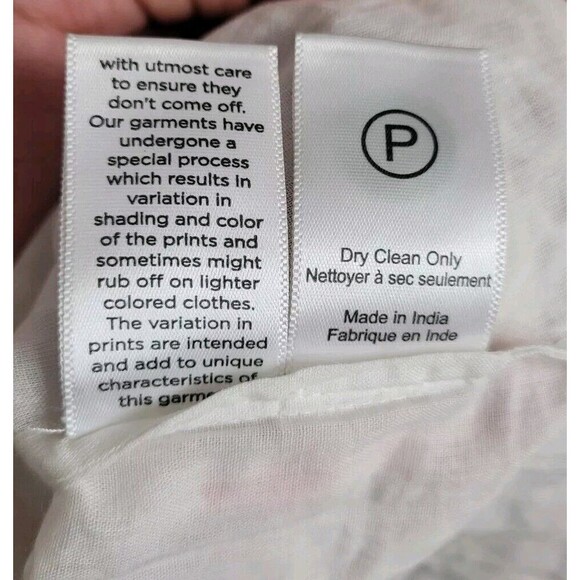 with utmost care
to ensure they
don't come off.
Our garments have
undergone a
special process
which results in
variation in
shading and color
of the prints and
sometimes might
rub off on lighter
colored clothes.
The variation in
prints are intended
and add to unique
characteristics of
this
P
Dry Clean Only
Nettoyer à sec seulement
Made in India
Fabrique en Inde